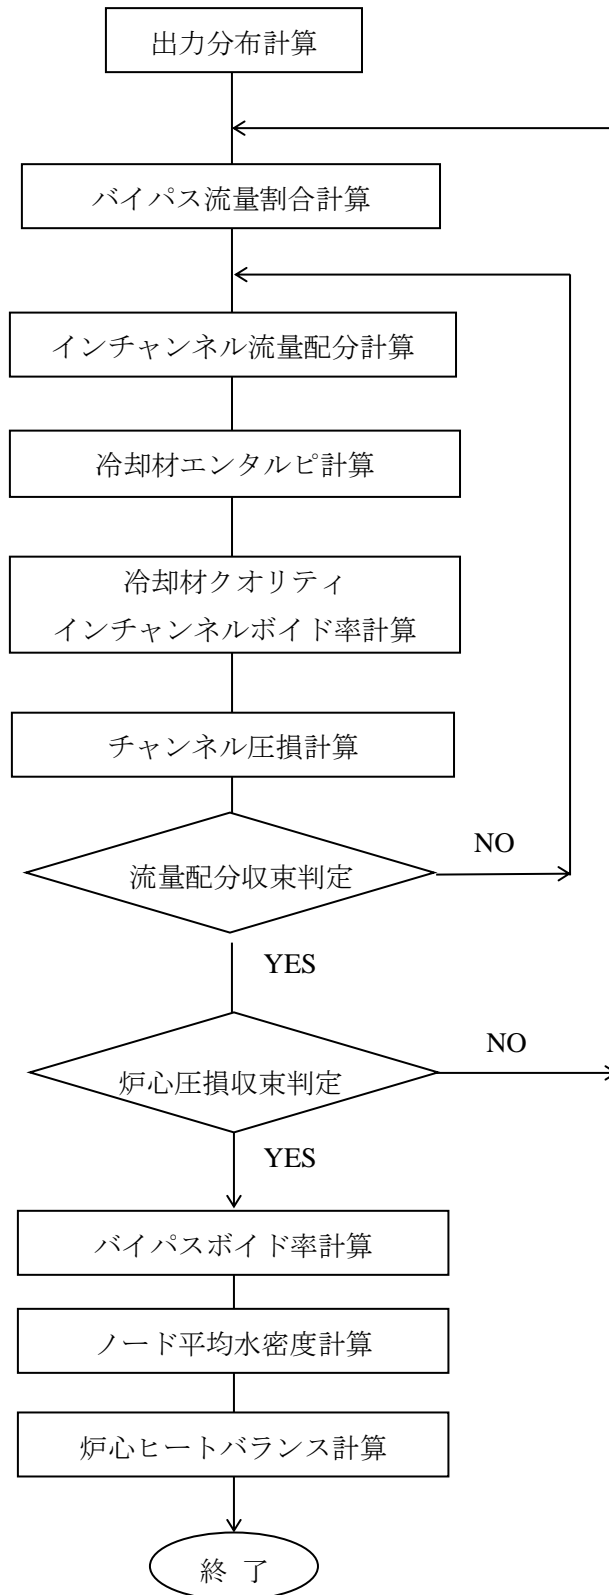 出力分布計算
バイパス流量割合計算
インチャンネル流量配分計算
冷却材エンタルピ計算
冷却材クオリティ
インチャンネルボイド率計算
チャンネル圧損計算
流量配分収束判定
NO
YES
炉心圧損収束判定
NO
YES
バイパスボイド率計算
ノード平均水密度計算
炉心ヒートバランス計算
終 了